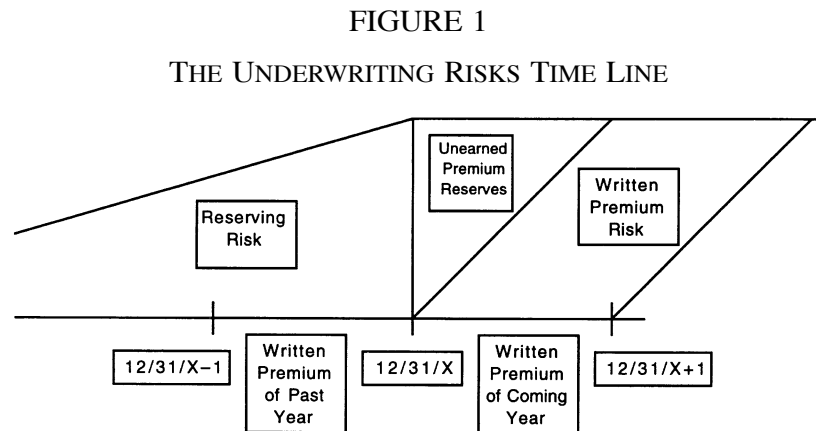 FIGURE 1
THE UNDERWRITING RISKS TIME LINE
Unearned
Premium
Reserves
Reserving
Risk
Written
Premium
Risk
12/31/X–1
Written
Premium
of Past
Year
12/31/X
Written
Premium
of Coming
Year
12/31/X+1